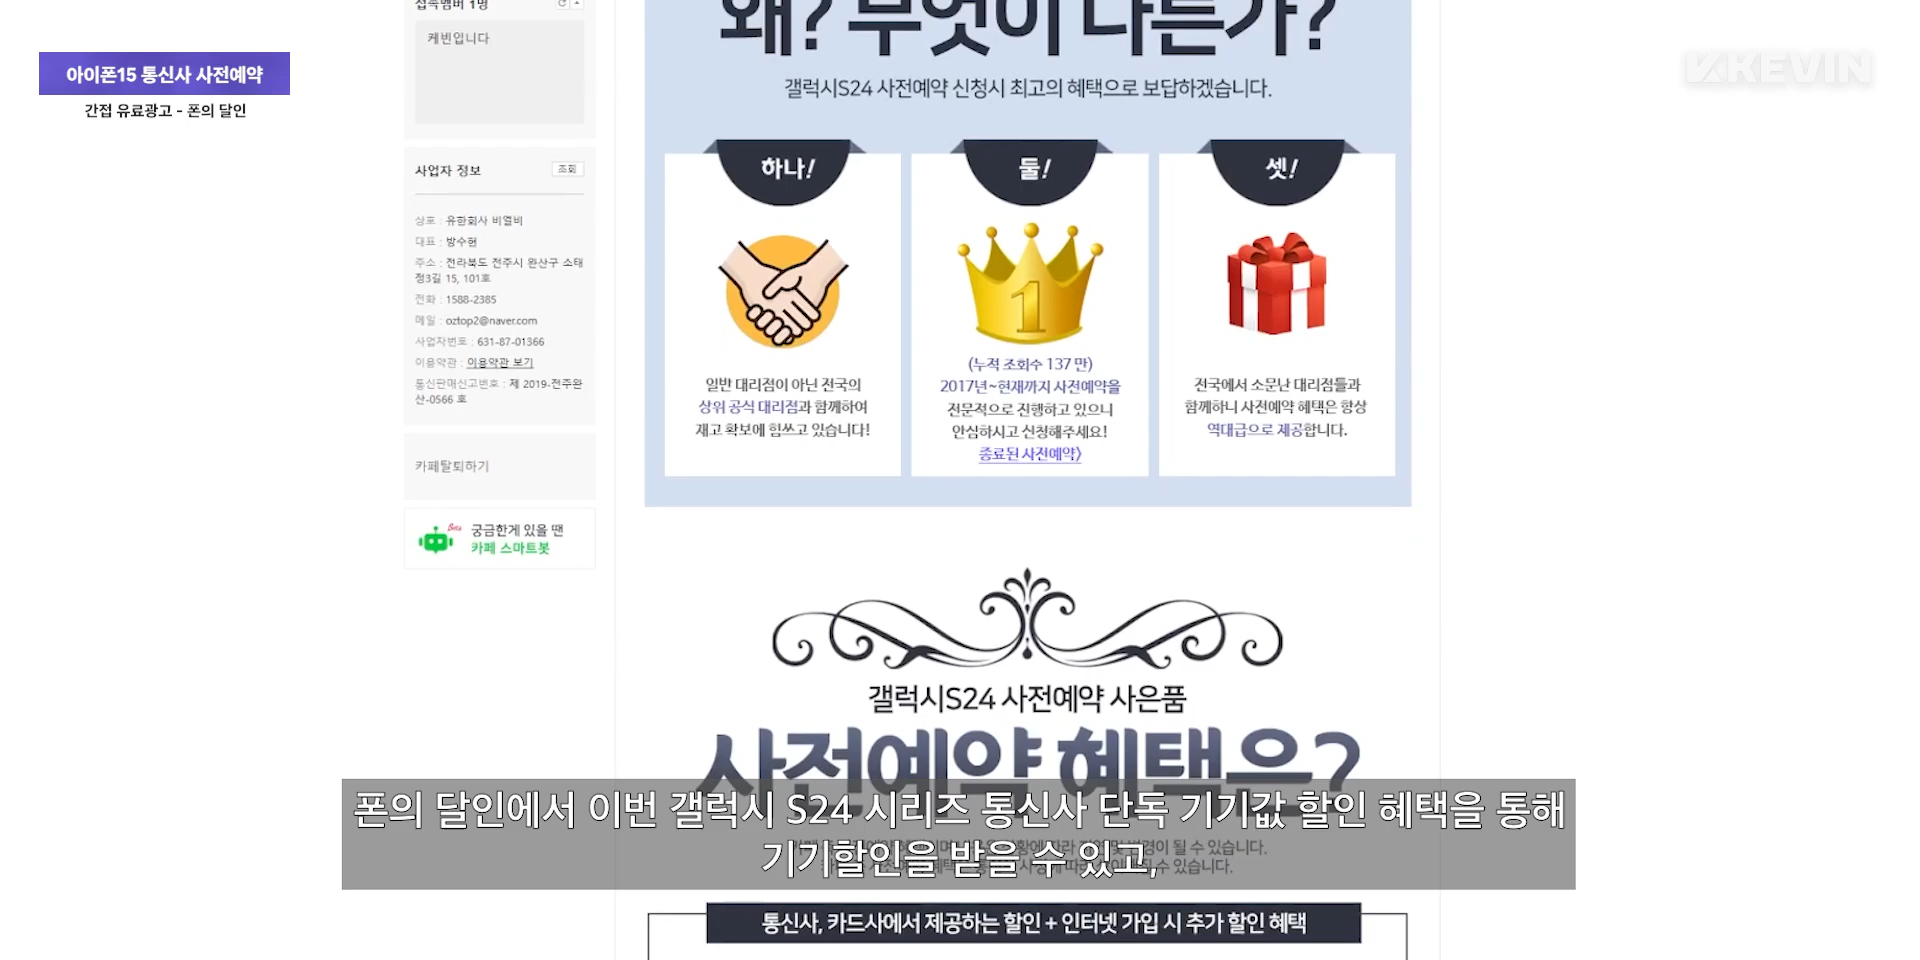 접속멤버 1명
케빈입니다
아이폰15 통신사 사전예약
간접 유료광고 - 폰의 달인
KEVIN
사업자 정보
조회
상호 : 유한회사 비엘비
대표 : 방수현
주소 : 전라북도 전주시 완산구 소태
정3길 15, 101호
전화 : 1588-2385
메일 : oztop2@naver.com
사업자번호 : 631-87-01366
이용약관 : 이용약관 보기
통신판매신고번호 : 제 2019-전주완
산-0566 호
카페탈퇴하기
Beta
궁금한게 있을 땐
카페 스마트봇
왜? 무엇이 다른가?
갤럭시S24 사전예약 신청시 최고의 혜택으로 보답하겠습니다.
하나!
일반 대리점이 아닌 전국의
상위 공식 대리점과 함께하여
재고 확보에 힘쓰고 있습니다!
둘!
1
(누적 조회수 137 만)
2017년~현재까지 사전예약을
전문적으로 진행하고 있으니
안심하시고 신청해주세요!
종료된 사전예약>
셋!
전국에서 소문난 대리점들과
함께하니 사전예약 혜택은 항상
역대급으로 제공합니다.
갤럭시S24 사전예약 사은품
사전예약 혜택은?
폰의 달인에서 이번 갤럭시 S24 시리즈 통신사 단독 기기값 할인 혜택을 통해
기기할인을 받을 수 있고,
통신사, 카드사에서 제공하는 할인 + 인터넷 가입 시 추가 할인 혜택